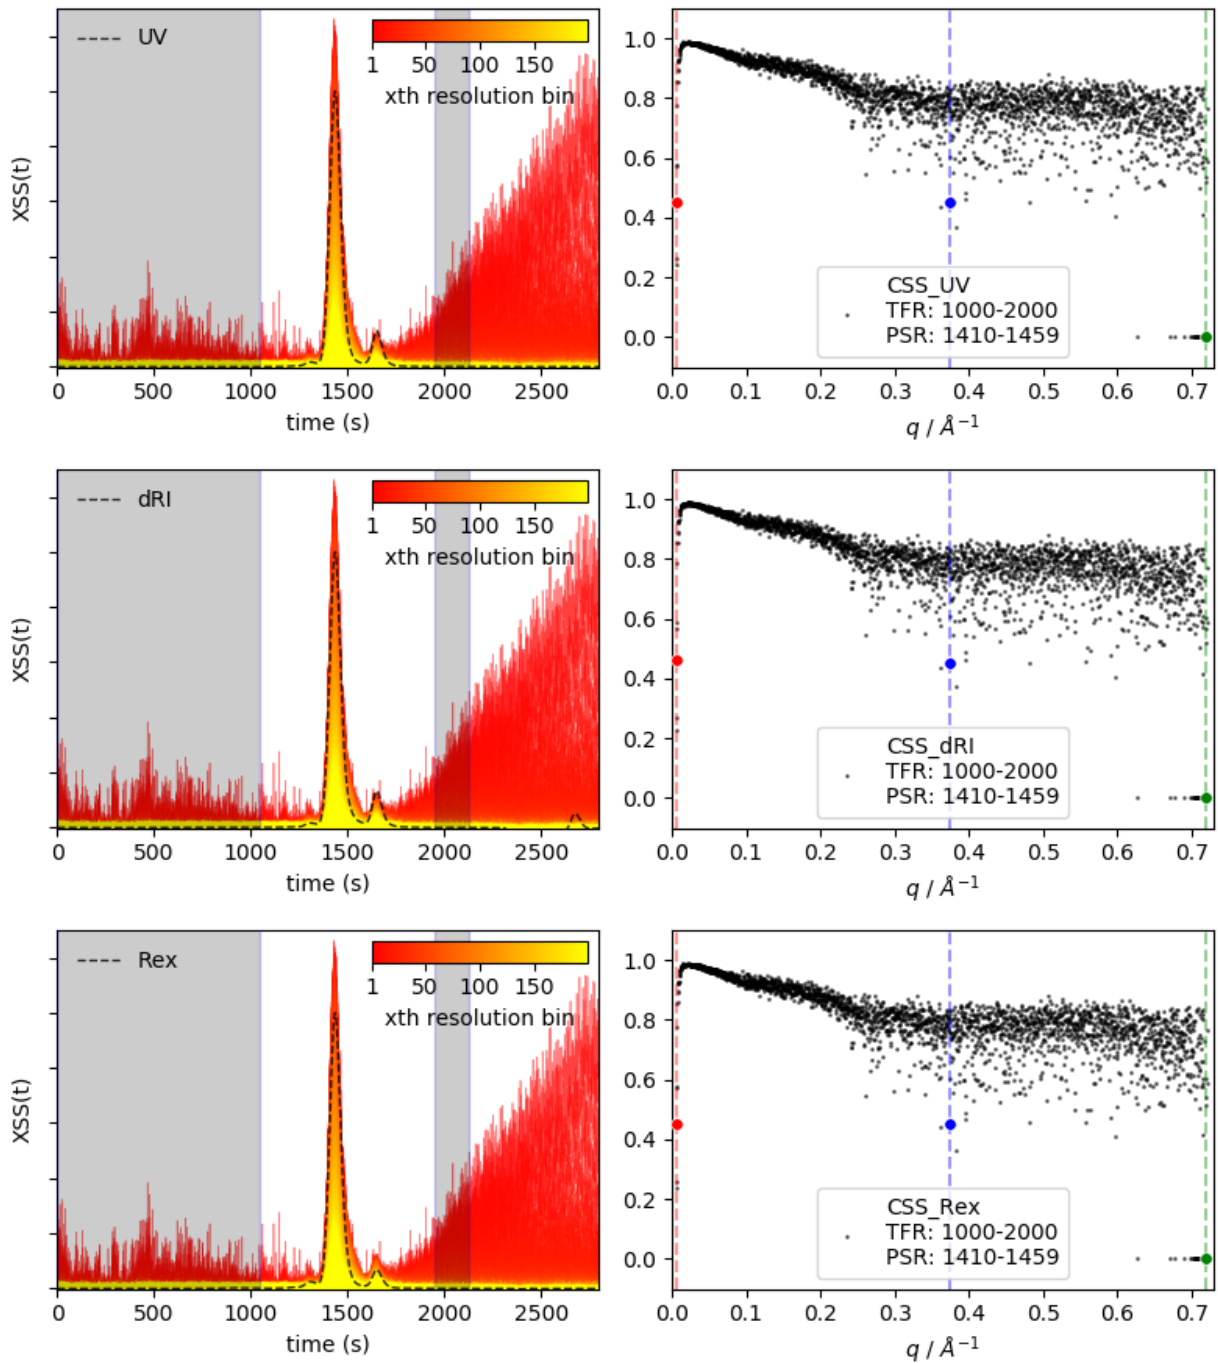 UV
1 50 100 150
xth resolution bin
XSS(t)
0 500 1000 1500 2000 2500
time (s)
1.0
0.8
0.6
0.4
0.2
0.0
CSS_UV
TFR: 1000-2000
PSR: 1410-1459
0.0 0.1 0.2 0.3 0.4 0.5 0.6 0.7
q / Å⁻¹
dRI
1 50 100 150
xth resolution bin
XSS(t)
0 500 1000 1500 2000 2500
time (s)
1.0
0.8
0.6
0.4
0.2
0.0
CSS_dRI
TFR: 1000-2000
PSR: 1410-1459
0.0 0.1 0.2 0.3 0.4 0.5 0.6 0.7
q / Å⁻¹
Rex
1 50 100 150
xth resolution bin
XSS(t)
0 500 1000 1500 2000 2500
time (s)
1.0
0.8
0.6
0.4
0.2
0.0
CSS_Rex
TFR: 1000-2000
PSR: 1410-1459
0.0 0.1 0.2 0.3 0.4 0.5 0.6 0.7
q / Å⁻¹